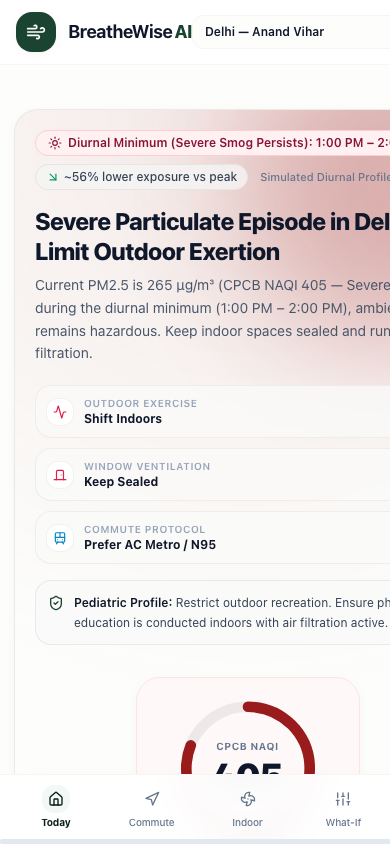 BreatheWise AI
Delhi — Anand Vihar
Diurnal Minimum (Severe Smog Persists): 1:00 PM – 2:
~56% lower exposure vs peak
Simulated Diurnal Profile
Severe Particulate Episode in Del
Limit Outdoor Exertion
Current PM2.5 is 265 µg/m³ (CPCB NAQI 405 — Severe
during the diurnal minimum (1:00 PM – 2:00 PM), ambie
remains hazardous. Keep indoor spaces sealed and run
filtration.
OUTDOOR EXERCISE
Shift Indoors
WINDOW VENTILATION
Keep Sealed
COMMUTE PROTOCOL
Prefer AC Metro / N95
Pediatric Profile: Restrict outdoor recreation. Ensure ph
education is conducted indoors with air filtration active.
CPCB NAQI
405
Today
Commute
Indoor
What-If